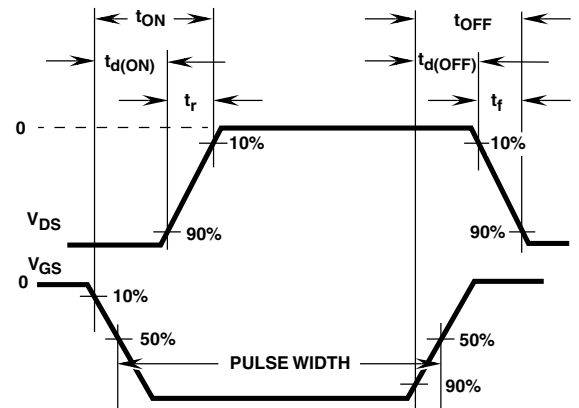 tON tOFF
td(ON) td(OFF)
tr tf
0
10% 10%
VDS 90% 90%
VGS
0
10%
50% 50%
PULSE WIDTH
90%